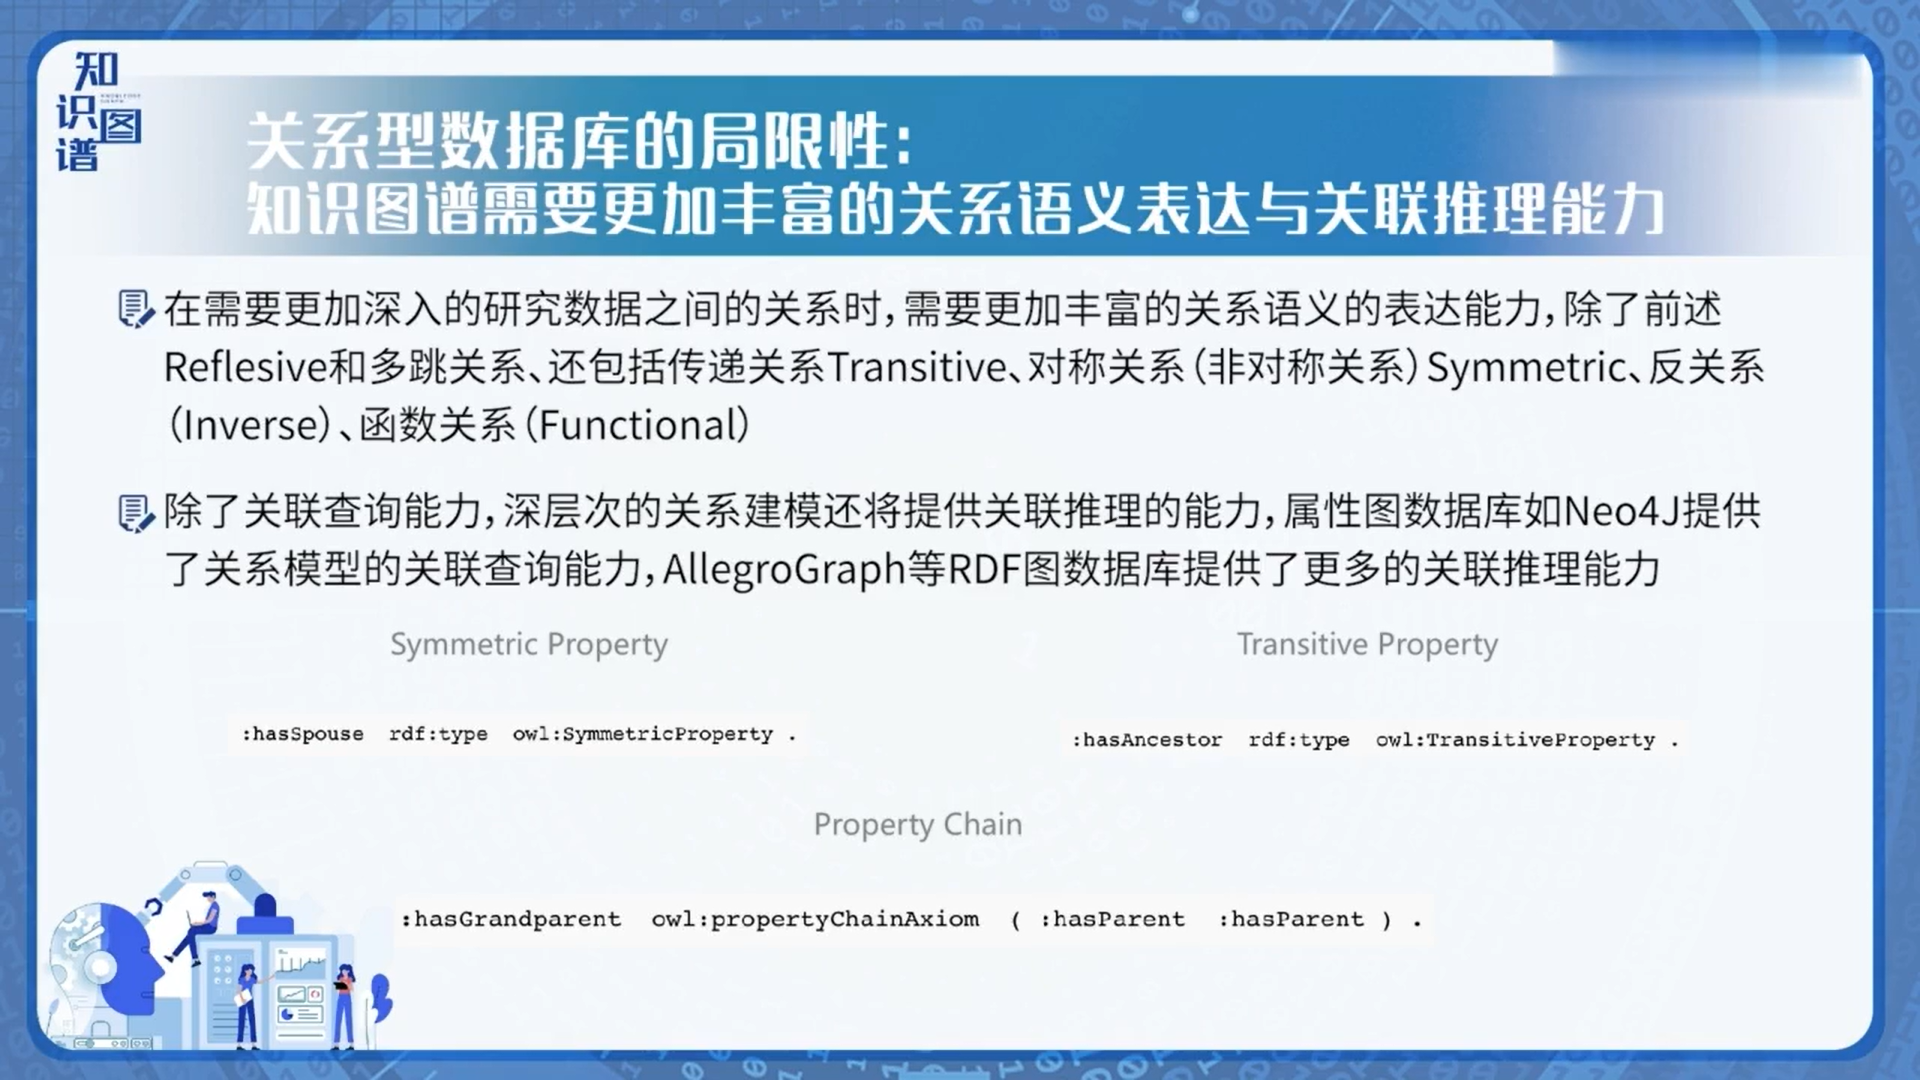 知
识图
谱
关系型数据库的局限性：
知识图谱需要更加丰富的关系语义表达与关联推理能力
在需要更加深入的研究数据之间的关系时，需要更加丰富的关系语义的表达能力，除了前述
Reflesive和多跳关系、还包括传递关系Transitive、对称关系（非对称关系）Symmetric、反关系
（Inverse）、函数关系（Functional）
除了关联查询能力，深层次的关系建模还将提供关联推理的能力，属性图数据库如Neo4J提供
了关系模型的关联查询能力，AllegroGraph等RDF图数据库提供了更多的关联推理能力
Symmetric Property
Transitive Property
:hasSpouse rdf:type owl:SymmetricProperty .
:hasAncestor rdf:type owl:TransitiveProperty .
Property Chain
:hasGrandparent owl:propertyChainAxiom ( :hasParent :hasParent ) .